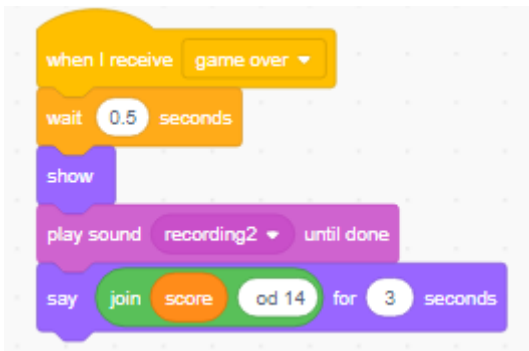 when I receive game over
wait 0.5 seconds
show
play sound recording2 until done
say join score od 14 for 3 seconds